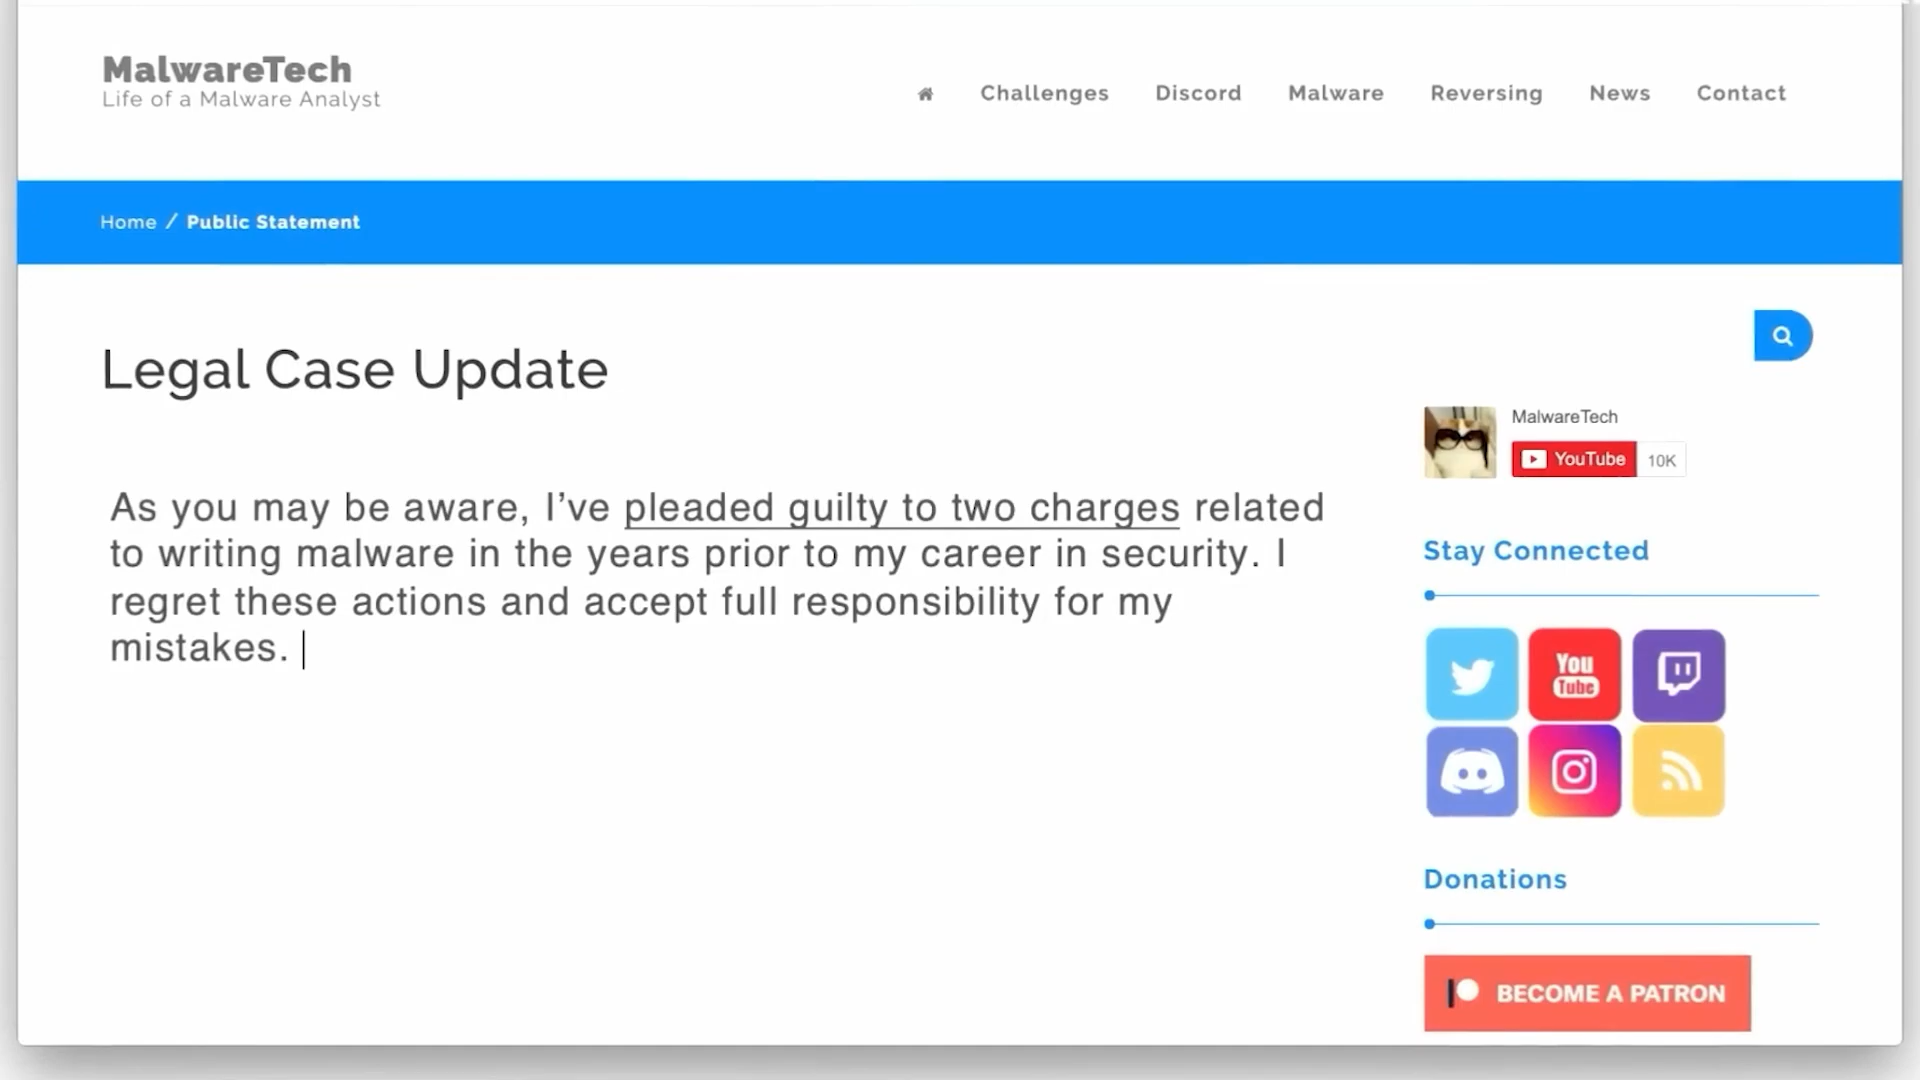 MalwareTech
Life of a Malware Analyst
Challenges Discord Malware Reversing News Contact
Home / Public Statement
Legal Case Update
As you may be aware, I’ve pleaded guilty to two charges related
to writing malware in the years prior to my career in security. I
regret these actions and accept full responsibility for my
mistakes.
MalwareTech
YouTube 10K
Stay Connected
You
Tube
Donations
BECOME A PATRON